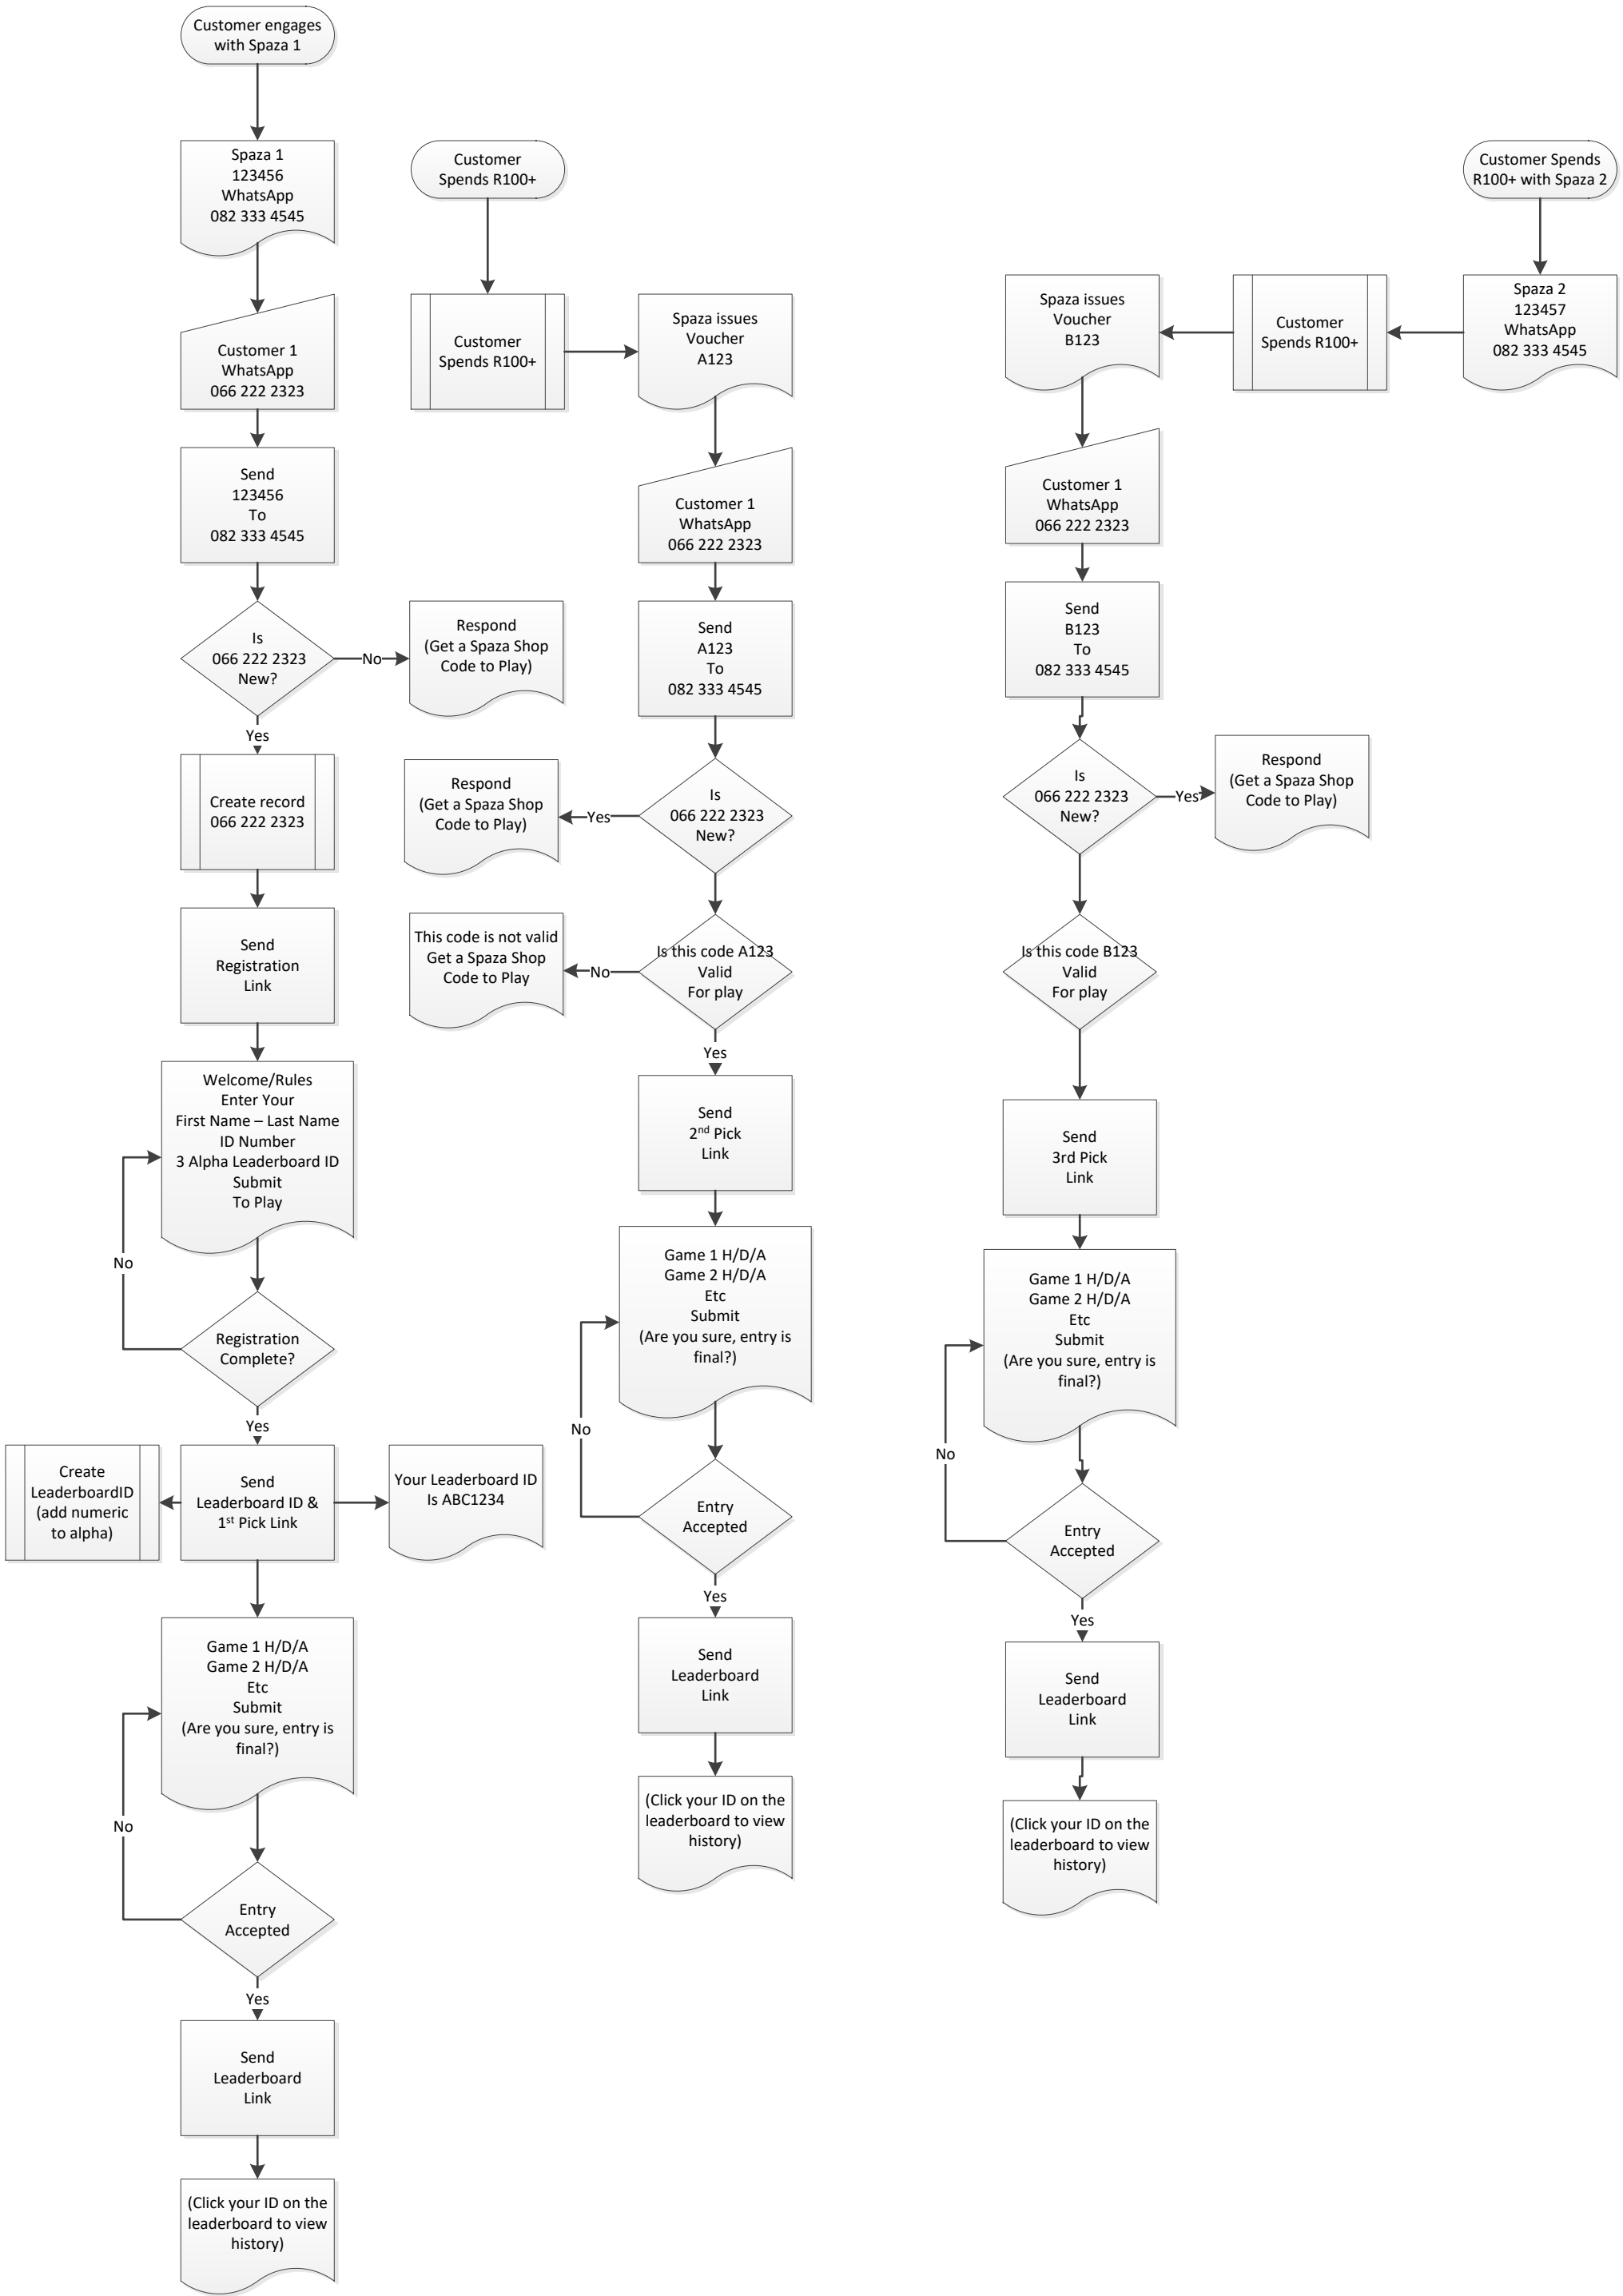 Customer engages
with Spaza 1
Spaza 1
123456
WhatsApp
082 333 4545
Customer 1
WhatsApp
066 222 2323
Send
123456
To
082 333 4545
Is
066 222 2323
New?
No
Respond
(Get a Spaza Shop
Code to Play)
Yes
Create record
066 222 2323
Send
Registration
Link
Welcome/Rules
Enter Your
First Name – Last Name
ID Number
3 Alpha Leaderboard ID
Submit
To Play
No
Registration
Complete?
Yes
Create
LeaderboardID
(add numeric
to alpha)
Send
Leaderboard ID &
1st Pick Link
Your Leaderboard ID
Is ABC1234
Game 1 H/D/A
Game 2 H/D/A
Etc
Submit
(Are you sure, entry is
final?)
No
Entry
Accepted
Yes
Send
Leaderboard
Link
(Click your ID on the
leaderboard to view
history)
Customer
Spends R100+
Customer
Spends R100+
Spaza issues
Voucher
A123
Customer 1
WhatsApp
066 222 2323
Send
A123
To
082 333 4545
Is
066 222 2323
New?
Yes
Respond
(Get a Spaza Shop
Code to Play)
Is this code A123
Valid
For play
No
This code is not valid
Get a Spaza Shop
Code to Play
Yes
Send
2nd Pick
Link
Game 1 H/D/A
Game 2 H/D/A
Etc
Submit
(Are you sure, entry is
final?)
No
Entry
Accepted
Yes
Send
Leaderboard
Link
(Click your ID on the
leaderboard to view
history)
Customer Spends
R100+ with Spaza 2
Spaza 2
123457
WhatsApp
082 333 4545
Customer
Spends R100+
Spaza issues
Voucher
B123
Customer 1
WhatsApp
066 222 2323
Send
B123
To
082 333 4545
Is
066 222 2323
New?
Yes
Respond
(Get a Spaza Shop
Code to Play)
Is this code B123
Valid
For play
Send
3rd Pick
Link
Game 1 H/D/A
Game 2 H/D/A
Etc
Submit
(Are you sure, entry is
final?)
No
Entry
Accepted
Yes
Send
Leaderboard
Link
(Click your ID on the
leaderboard to view
history)